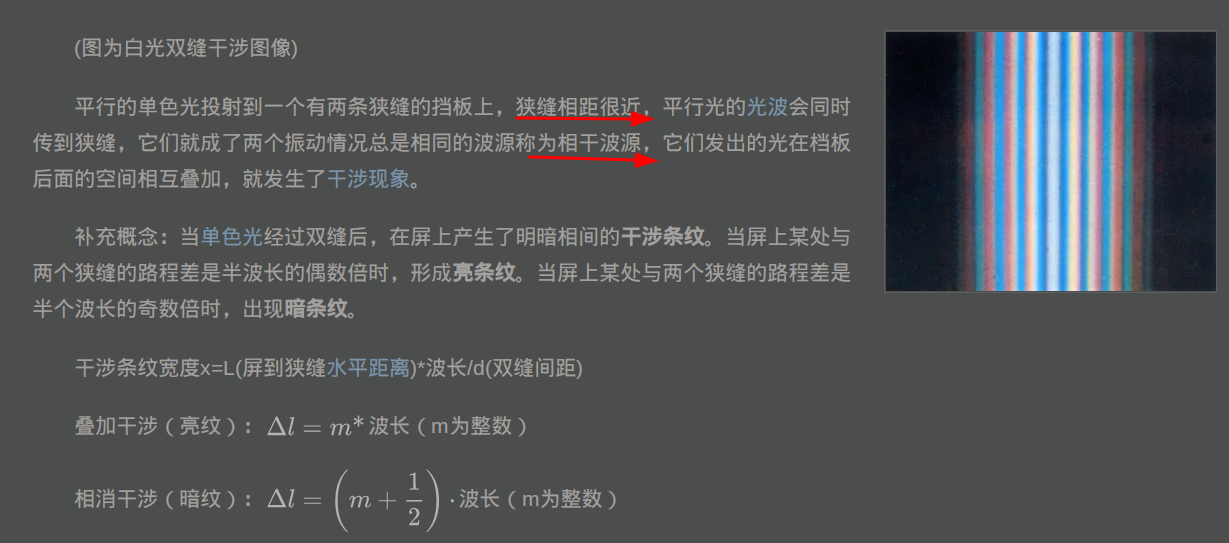 (图为白光双缝干涉图像)
平行的单色光投射到一个有两条狭缝的挡板上，狭缝相距很近，平行光的光波会同时
传到狭缝，它们就成了两个振动情况总是相同的波源称为相干波源，它们发出的光在档板
后面的空间相互叠加，就发生了干涉现象。
补充概念：当单色光经过双缝后，在屏上产生了明暗相间的干涉条纹。当屏上某处与
两个狭缝的路程差是半波长的偶数倍时，形成亮条纹。当屏上某处与两个狭缝的路程差是
半个波长的奇数倍时，出现暗条纹。
干涉条纹宽度x=L(屏到狭缝水平距离)*波长/d(双缝间距)
叠加干涉（亮纹）：Δl = m* 波长（m为整数）
相消干涉（暗纹）：Δl = (m + 1/2) · 波长（m为整数）